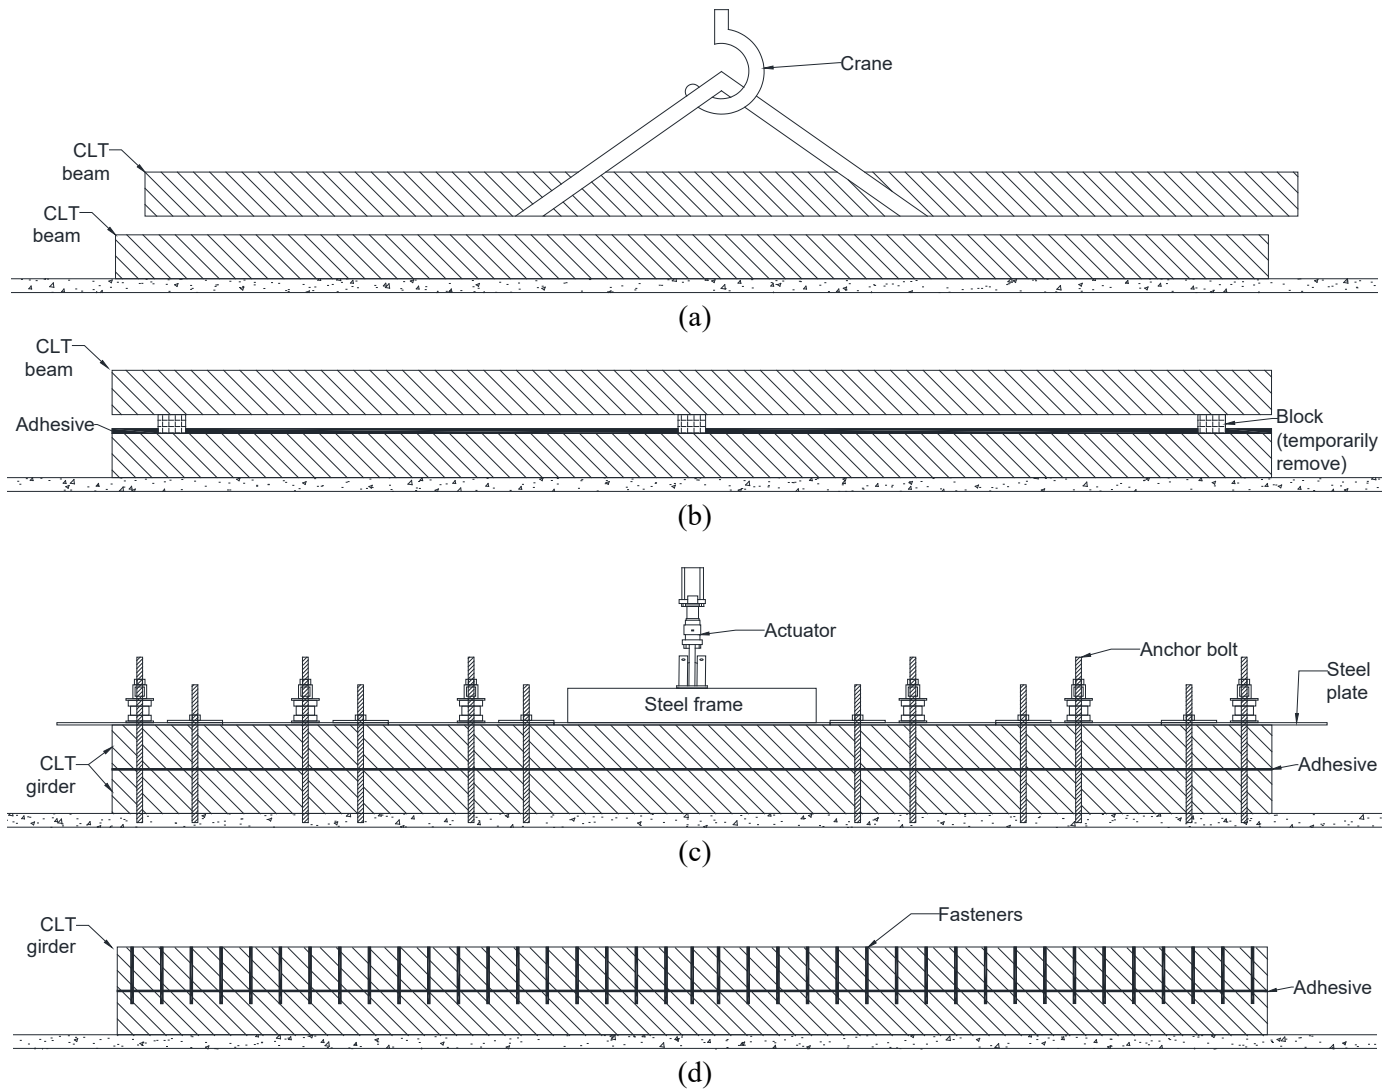 Crane
CLT
beam
CLT
beam
(a)
CLT
beam
Adhesive
Block
(temporarily
remove)
(b)
Actuator
Anchor bolt
Steel
plate
Steel frame
CLT
girder
Adhesive
(c)
CLT
girder
Fasteners
Adhesive
(d)